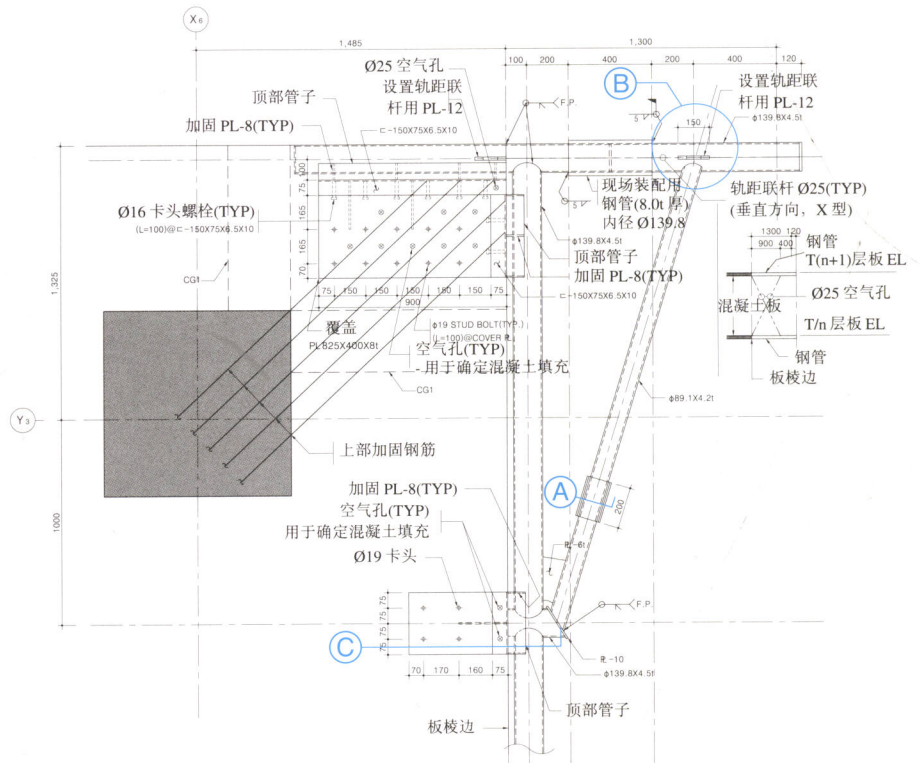 X6
1,485
1,300
100
200
400
200
400
120
Ø25 空气孔
设置轨距联
杆用 PL-12
B
设置轨距联
杆用 PL-12
顶部管子
加固 PL-8(TYP)
ㄷ-150X75X6.5X10
F.P.
5
150
φ139.8X4.5t
100
75
165
165
70
Ø16 卡头螺栓(TYP)
(L=100)@ㄷ-150X75X6.5X10
5
现场装配用
钢管(8.0t 厚)
内径 Ø139.8
轨距联杆 Ø25(TYP)
(垂直方向，X 型)
φ139.8X4.5t
顶部管子
加固 PL-8(TYP)
ㄷ-150X75X6.5X10
1300
120
900
400
钢管
T(n+1)层板 EL
混凝土板
Ø25 空气孔
T/n 层板 EL
钢管
板棱边
1,325
CG1
75
150
150
150
150
150
75
900
覆盖
PL 825X400X8t
φ19 STUD BOLT(TYP.)
(L=100)@COVER PL
空气孔(TYP)
- 用于确定混凝土填充
CG1
φ89.1X4.2t
Y3
上部加固钢筋
1000
加固 PL-8(TYP)
空气孔(TYP)
用于确定混凝土填充
Ø19 卡头
A
200
PL-6t
75
75
75
75
F.P.
C
PL-10
φ139.8X4.5t
70
170
160
75
顶部管子
板棱边